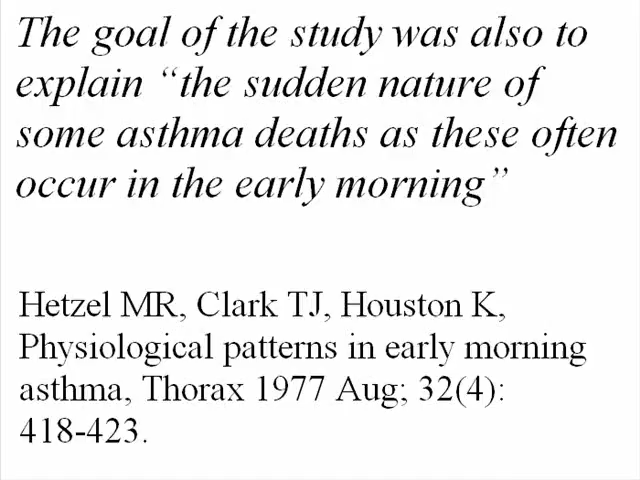 The goal of the study was also to
explain “the sudden nature of
some asthma deaths as these often
occur in the early morning”
Hetzel MR, Clark TJ, Houston K,
Physiological patterns in early morning
asthma, Thorax 1977 Aug; 32(4):
418-423.